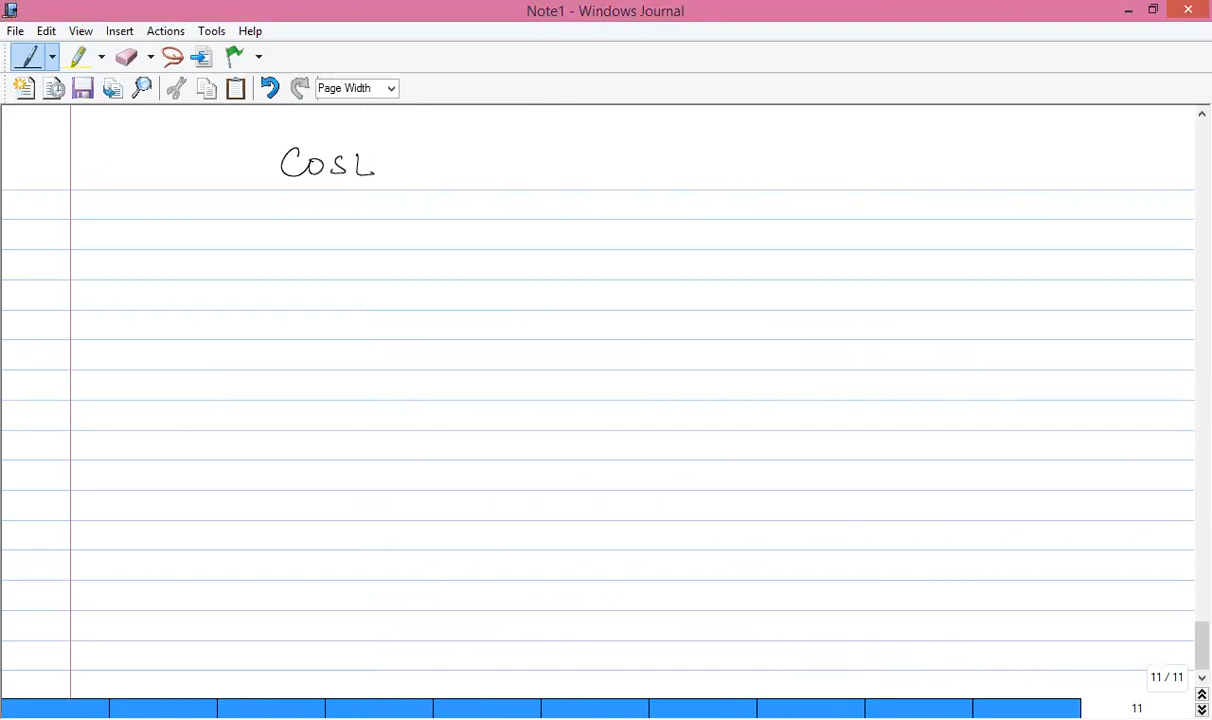 Note1 - Windows Journal
File Edit View Insert Actions Tools Help
Page Width
COSL
11 / 11
11